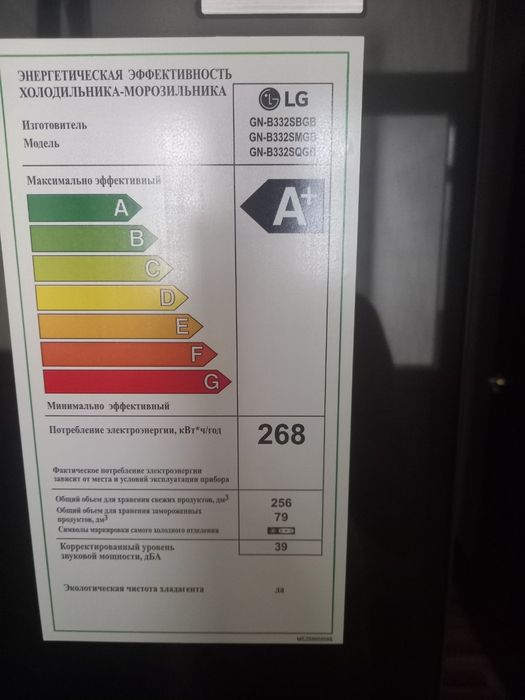 ЭНЕРГЕТИЧЕСКАЯ ЭФФЕКТИВНОСТЬ
ХОЛОДИЛЬНИКА-МОРОЗИЛЬНИКА
LG
Изготовитель
Модель
GN-B332SBGB
GN-B332SMGB
GN-B332SQGB
Максимально эффективный
A+
A
B
C
D
E
F
G
Минимально эффективный
Потребление электроэнергии, кВт*ч/год 268
Фактическое потребление электроэнергии
зависит от места и условий эксплуатации прибора
Общий объем для хранения свежих продуктов, дм3 256
Общий объем для хранения замороженных
продуктов, дм3 79
Символы маркировки самого холодного отделения
Корректированный уровень
звуковой мощности, дБА 39
Экологическая чистота хладагента да